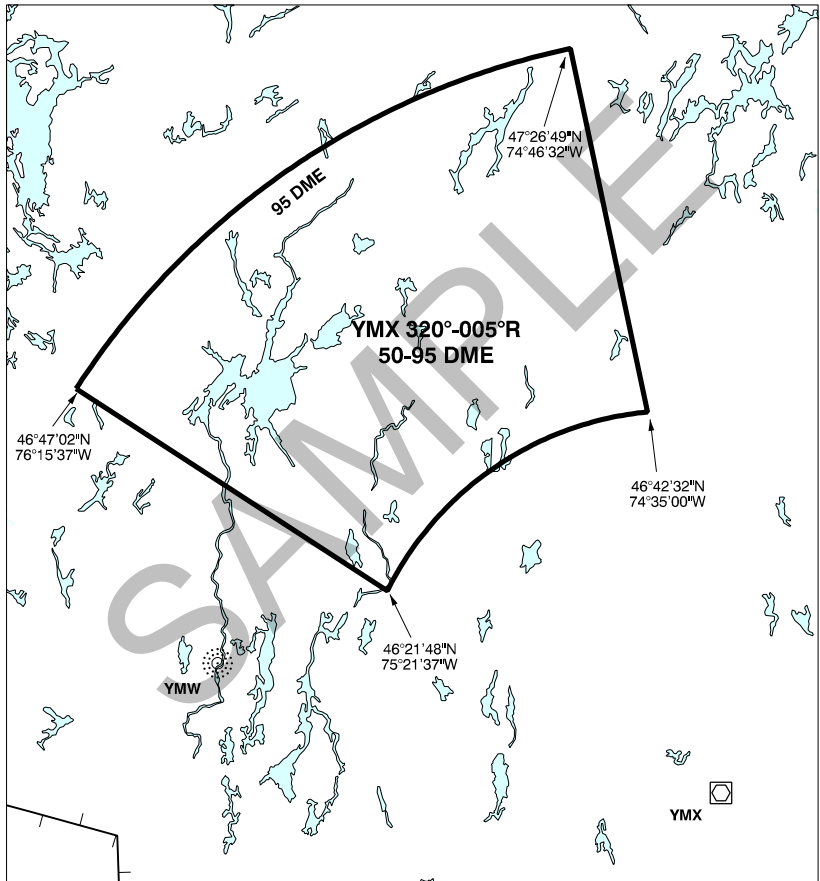 47°26'49"N
74°46'32"W
95 DME
YMX 320°-005°R
50-95 DME
46°47'02"N
76°15'37"W
46°42'32"N
74°35'00"W
46°21'48"N
75°21'37"W
YMW
YMX
SAMPLE